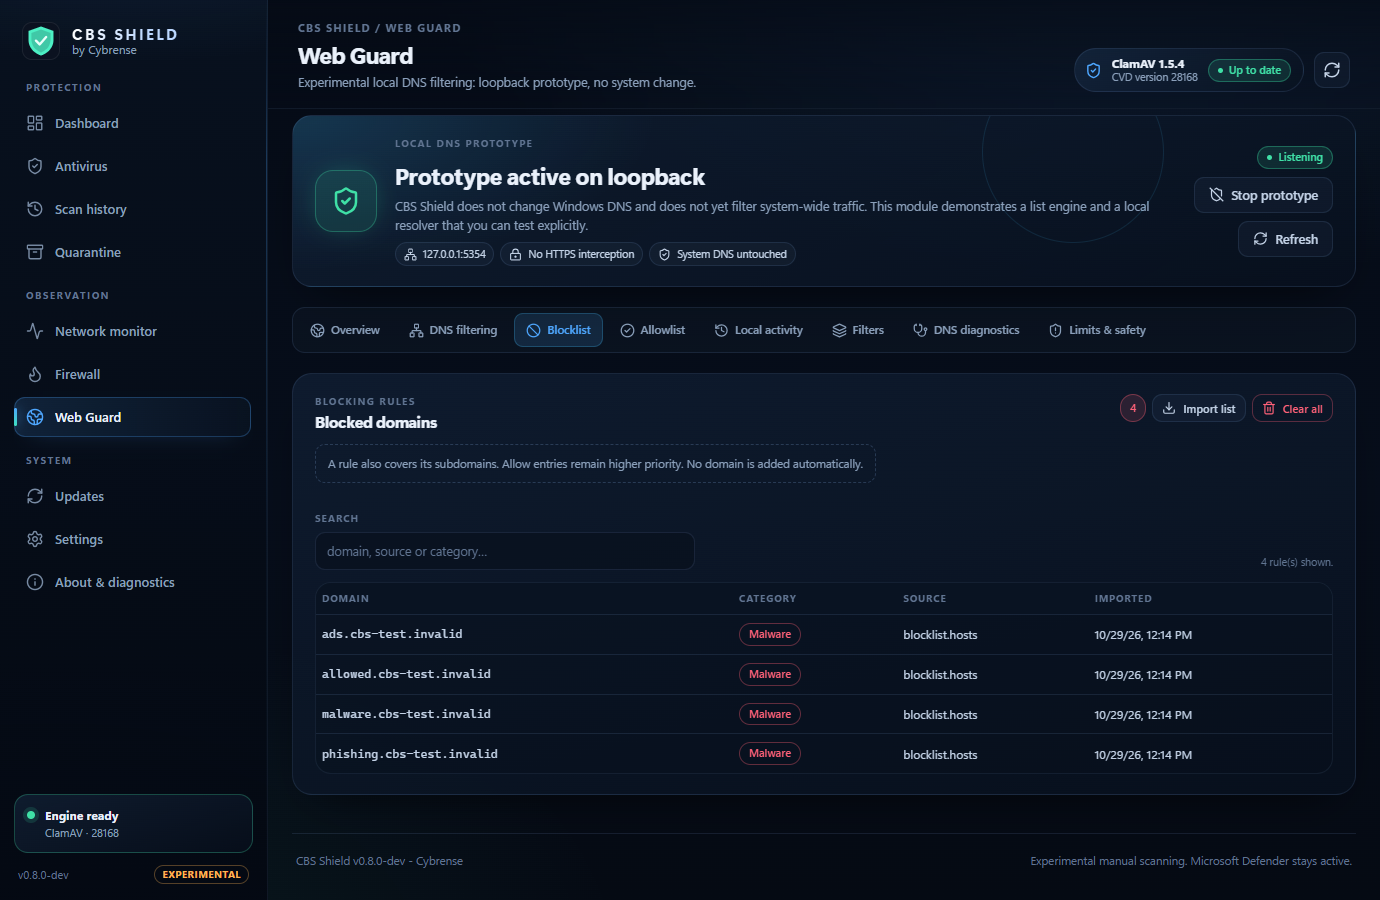 CBS SHIELD
by Cybrense
PROTECTION
Dashboard
Antivirus
Scan history
Quarantine
OBSERVATION
Network monitor
Firewall
Web Guard
SYSTEM
Updates
Settings
About & diagnostics
Engine ready
ClamAV · 28168
v0.8.0-dev
EXPERIMENTAL
CBS SHIELD / WEB GUARD
Web Guard
Experimental local DNS filtering: loopback prototype, no system change.
ClamAV 1.5.4
CVD version 28168
Up to date
LOCAL DNS PROTOTYPE
Prototype active on loopback
CBS Shield does not change Windows DNS and does not yet filter system-wide traffic. This module demonstrates a list engine and a local
resolver that you can test explicitly.
127.0.0.1:5354
No HTTPS interception
System DNS untouched
Listening
Stop prototype
Refresh
Overview
DNS filtering
Blocklist
Allowlist
Local activity
Filters
DNS diagnostics
Limits & safety
BLOCKING RULES
Blocked domains
4
Import list
Clear all
A rule also covers its subdomains. Allow entries remain higher priority. No domain is added automatically.
SEARCH
domain, source or category...
4 rule(s) shown.
DOMAIN CATEGORY SOURCE IMPORTED
ads.cbs-test.invalid Malware blocklist.hosts 10/29/26, 12:14 PM
allowed.cbs-test.invalid Malware blocklist.hosts 10/29/26, 12:14 PM
malware.cbs-test.invalid Malware blocklist.hosts 10/29/26, 12:14 PM
phishing.cbs-test.invalid Malware blocklist.hosts 10/29/26, 12:14 PM
CBS Shield v0.8.0-dev - Cybrense
Experimental manual scanning. Microsoft Defender stays active.